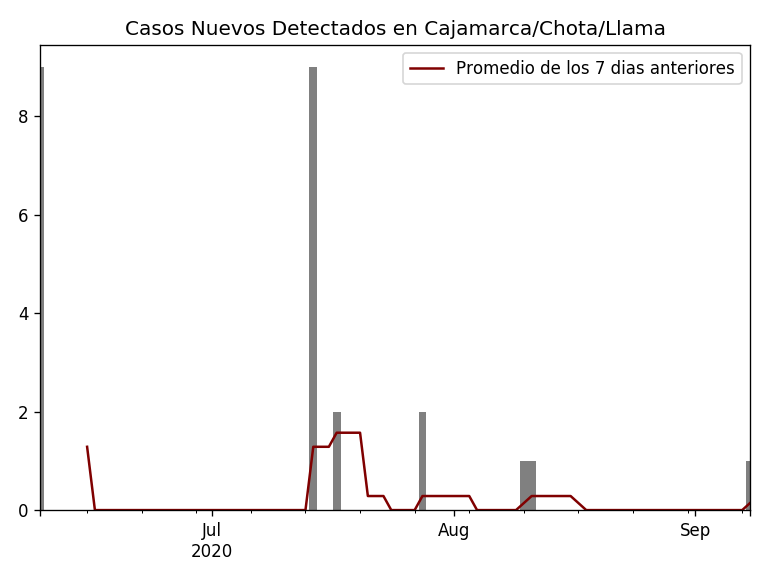 Casos Nuevos Detectados en Cajamarca/Chota/Llama
Promedio de los 7 dias anteriores
8
6
4
2
0
Jul
2020
Aug
Sep